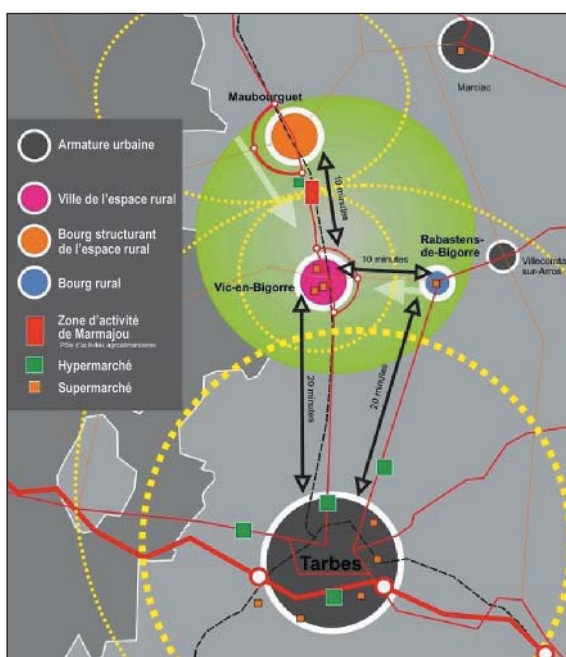 Marciac
Maubourguet
Armature urbaine
Ville de l'espace rural
Bourg structurant
de l'espace rural
Bourg rural
Zone d'activité
de Marmajou
Hypermarché
Supermarché
10 minutes
10 minutes
Rabastens-
de-Bigorre
Villecomtal
sur-Arros
Vic-en-Bigorre
20 minutes
20 minutes
Tarbes